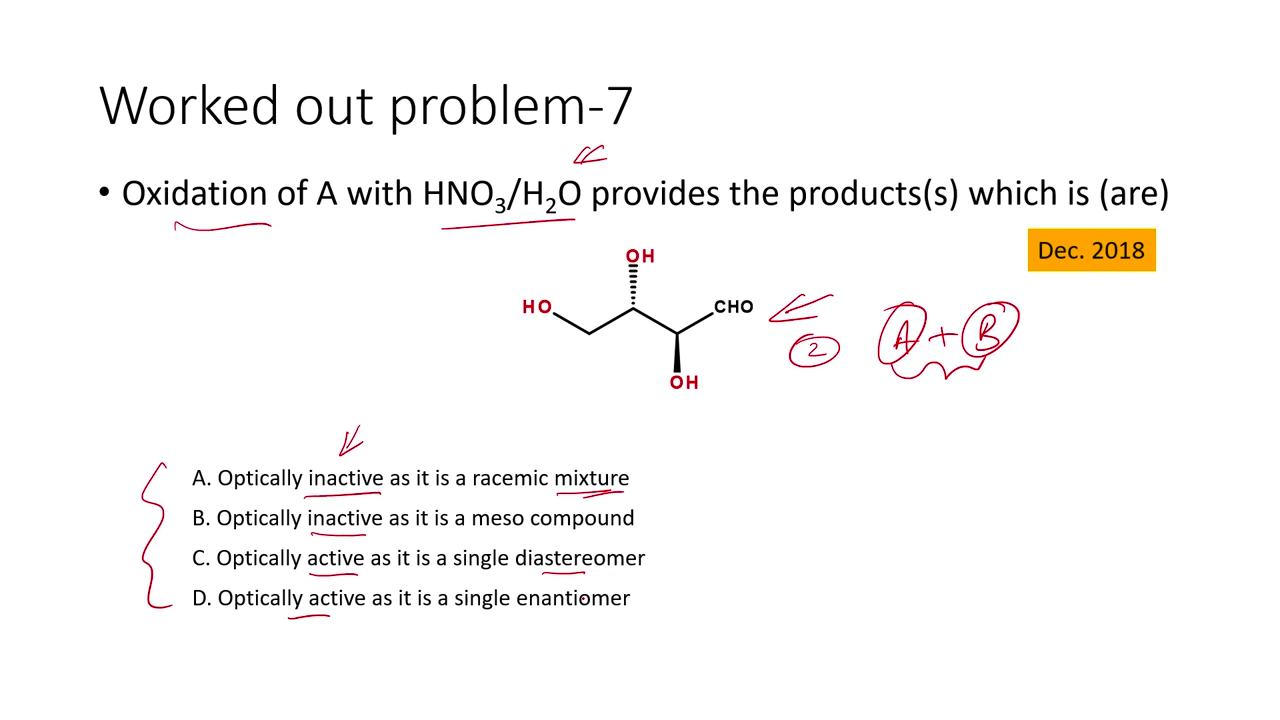 Worked out problem-7
• Oxidation of A with HNO₃/H₂O provides the products(s) which is (are)
Dec. 2018
OH
HO
CHO
A + B
2
OH
A. Optically inactive as it is a racemic mixture
B. Optically inactive as it is a meso compound
C. Optically active as it is a single diastereomer
D. Optically active as it is a single enantiomer